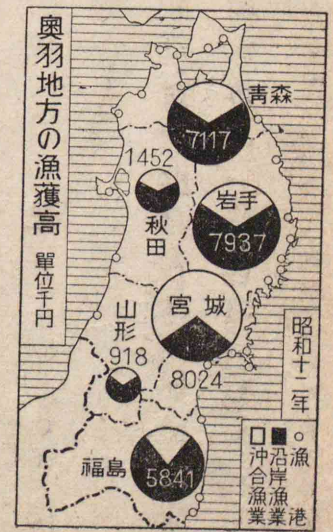 奧羽地方の漁獲高
單位千円
青森
7117
1452
秋田
岩手
7937
宮城
8024
山形
918
福島
5841
昭和十二年
漁港
沿岸漁業
沖合漁業